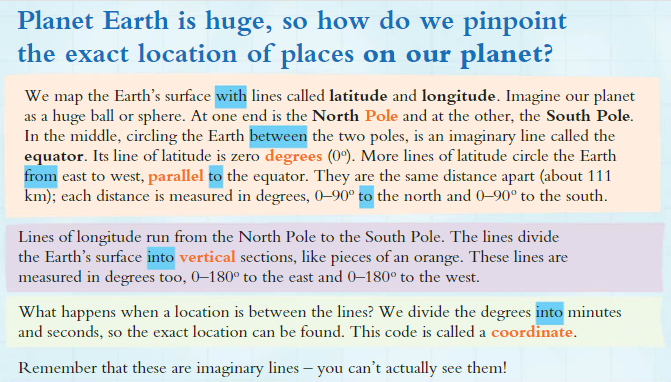 Planet Earth is huge, so how do we pinpoint
the exact location of places on our planet?
We map the Earth's surface with lines called latitude and longitude. Imagine our planet
as a huge ball or sphere. At one end is the North Pole and at the other, the South Pole.
In the middle, circling the Earth between the two poles, is an imaginary line called the
equator. Its line of latitude is zero degrees (0º). More lines of latitude circle the Earth
from east to west, parallel to the equator. They are the same distance apart (about 111
km); each distance is measured in degrees, 0–90º to the north and 0–90º to the south.
Lines of longitude run from the North Pole to the South Pole. The lines divide
the Earth's surface into vertical sections, like pieces of an orange. These lines are
measured in degrees too, 0–180º to the east and 0–180º to the west.
What happens when a location is between the lines? We divide the degrees into minutes
and seconds, so the exact location can be found. This code is called a coordinate.
Remember that these are imaginary lines – you can't actually see them!